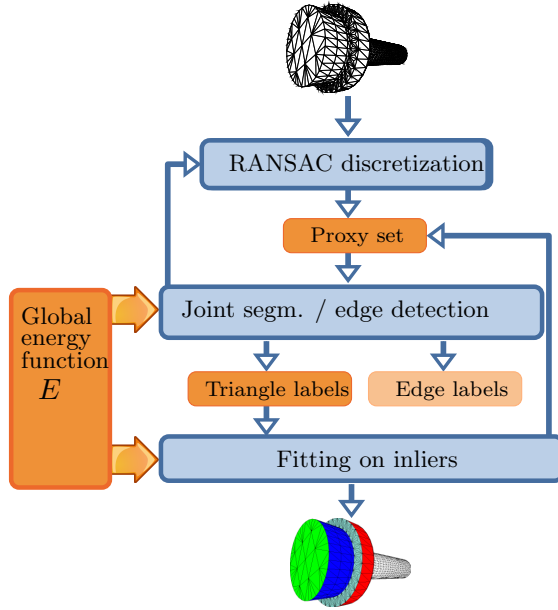 RANSAC discretization
Proxy set
Joint segm. / edge detection
Global
energy
function
E
Triangle labels
Edge labels
Fitting on inliers